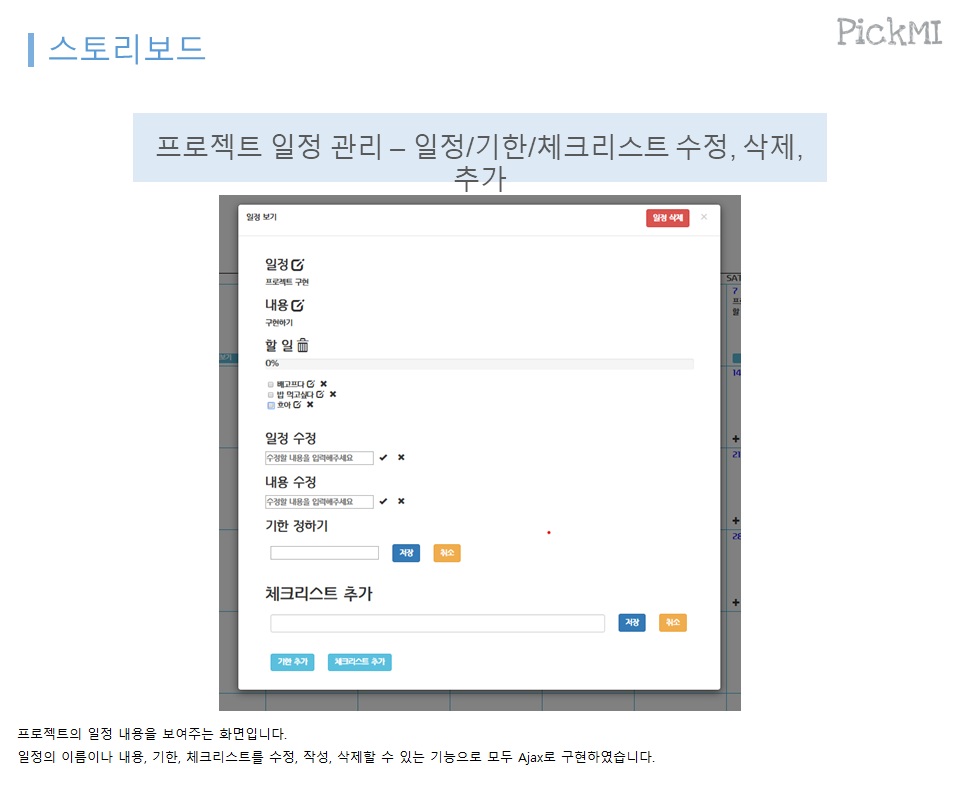 스토리보드
PickMI
프로젝트 일정 관리 – 일정/기한/체크리스트 수정, 삭제,
추가
일정 보기
일정 삭제
×
일정
프로젝트 구현
내용
구현하기
할 일
0%
배고프다
밥 먹고싶다
흐아
일정 수정
수정할 내용을 입력해주세요
내용 수정
수정할 내용을 입력해주세요
기한 정하기
저장 취소
체크리스트 추가
저장 취소
기한 추가 체크리스트 추가
SAT
7
14
21
28
프로젝트의 일정 내용을 보여주는 화면입니다.
일정의 이름이나 내용, 기한, 체크리스트를 수정, 작성, 삭제할 수 있는 기능으로 모두 Ajax로 구현하였습니다.